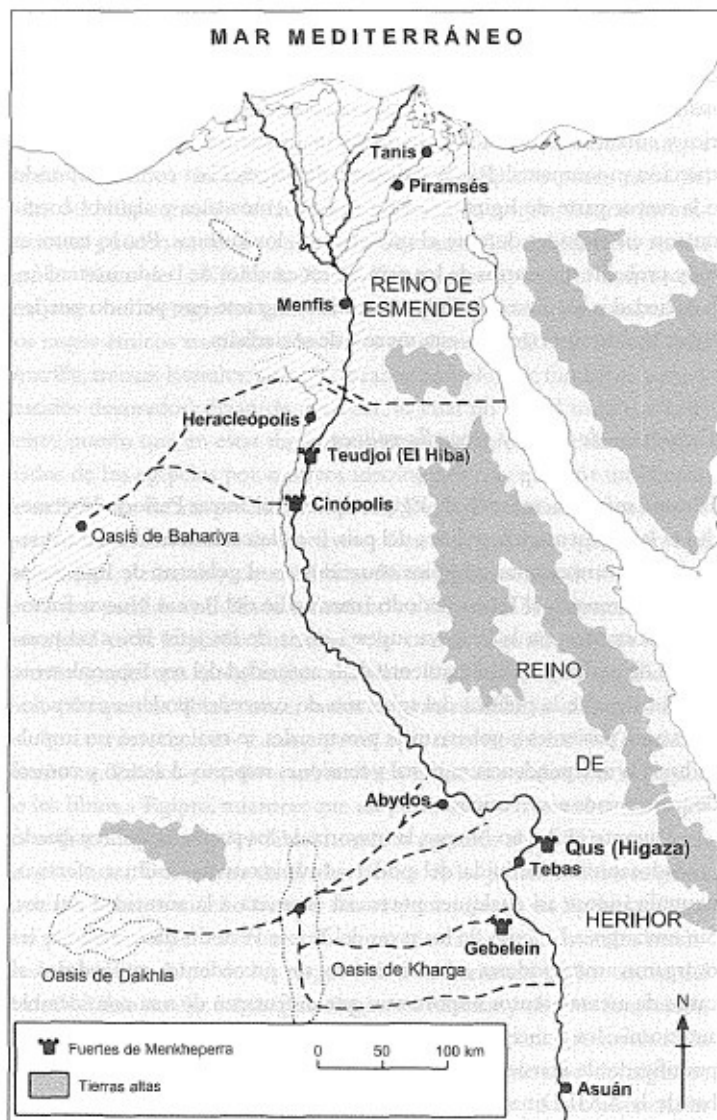 MAR MEDITERRÁNEO
Tanis
Piramsés
Menfis
REINO DE
ESMENDES
Heracleópolis
Teudjoi (El Hiba)
Cinópolis
Oasis de Bahariya
REINO
DE
Abydos
Qus (Higaza)
Tebas
HERIHOR
Gebelein
Oasis de Dakhla
Oasis de Kharga
N
Fuertes de Menkheperra
0 50 100 km
Tierras altas
Asuán